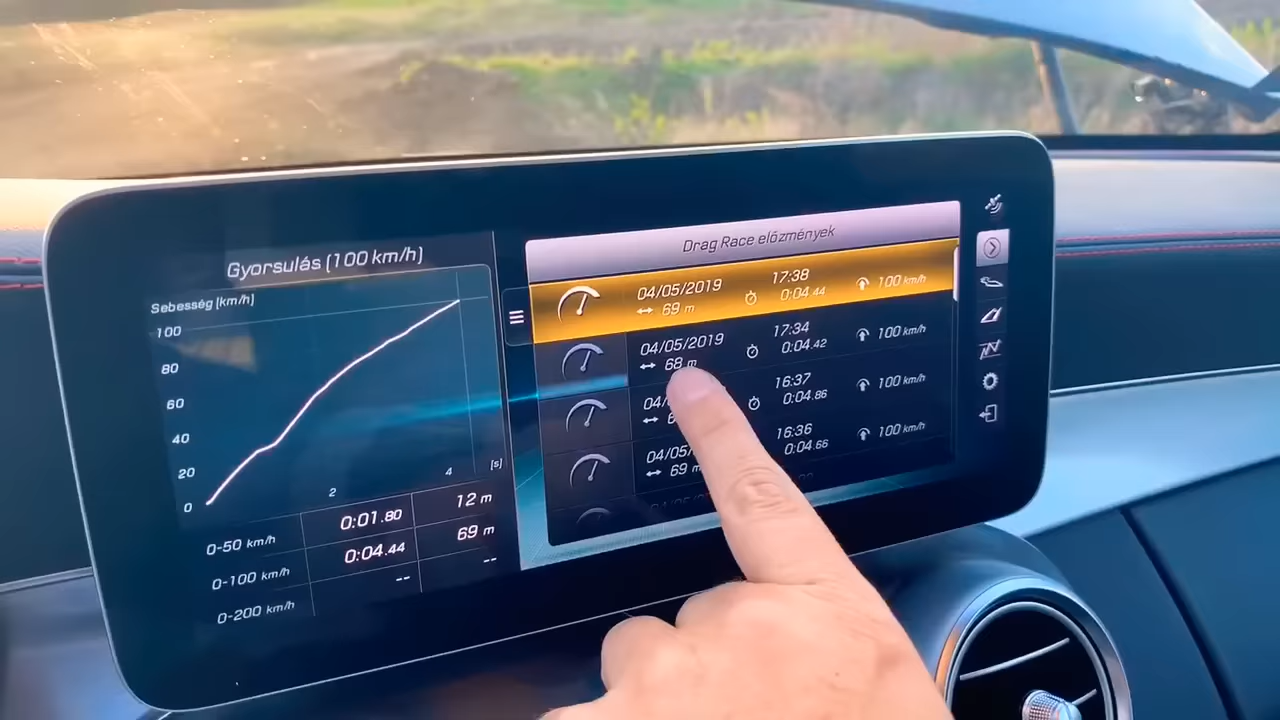 Gyorsulás (100 km/h)
Sebesség [km/h]
100
80
60
40
20
0
2
4
[s]
0-50 km/h 0:01.80 12 m
0-100 km/h 0:04.44 69 m
0-200 km/h -- --
Drag Race előzmények
04/05/2019 17:38
69 m 0:04.44 100 km/h
04/05/2019 17:34
68 m 0:04.42 100 km/h
16:37
0:04.86 100 km/h
16:36
69 m 0:04.66 100 km/h